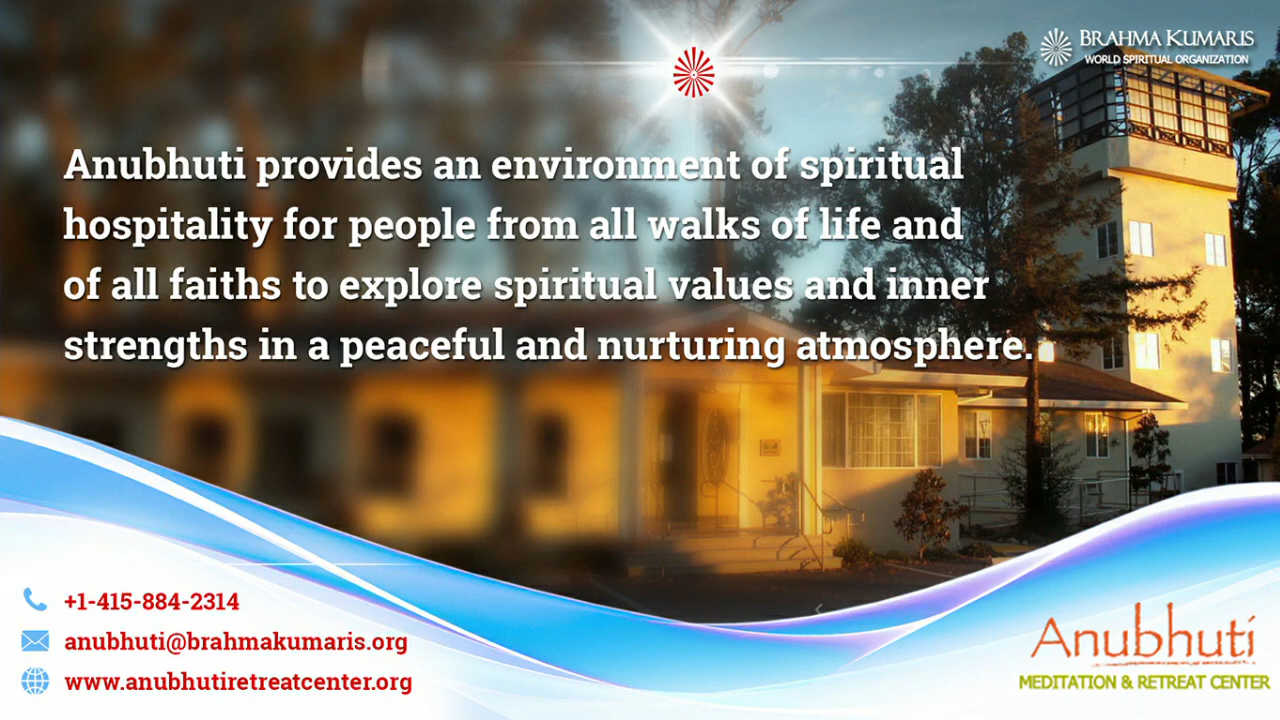 BRAHMA KUMARIS
WORLD SPIRITUAL ORGANIZATION
Anubhuti provides an environment of spiritual
hospitality for people from all walks of life and
of all faiths to explore spiritual values and inner
strengths in a peaceful and nurturing atmosphere.
+1-415-884-2314
anubhuti@brahmakumaris.org
www.anubhutiretreatcenter.org
Anubhuti
MEDITATION & RETREAT CENTER